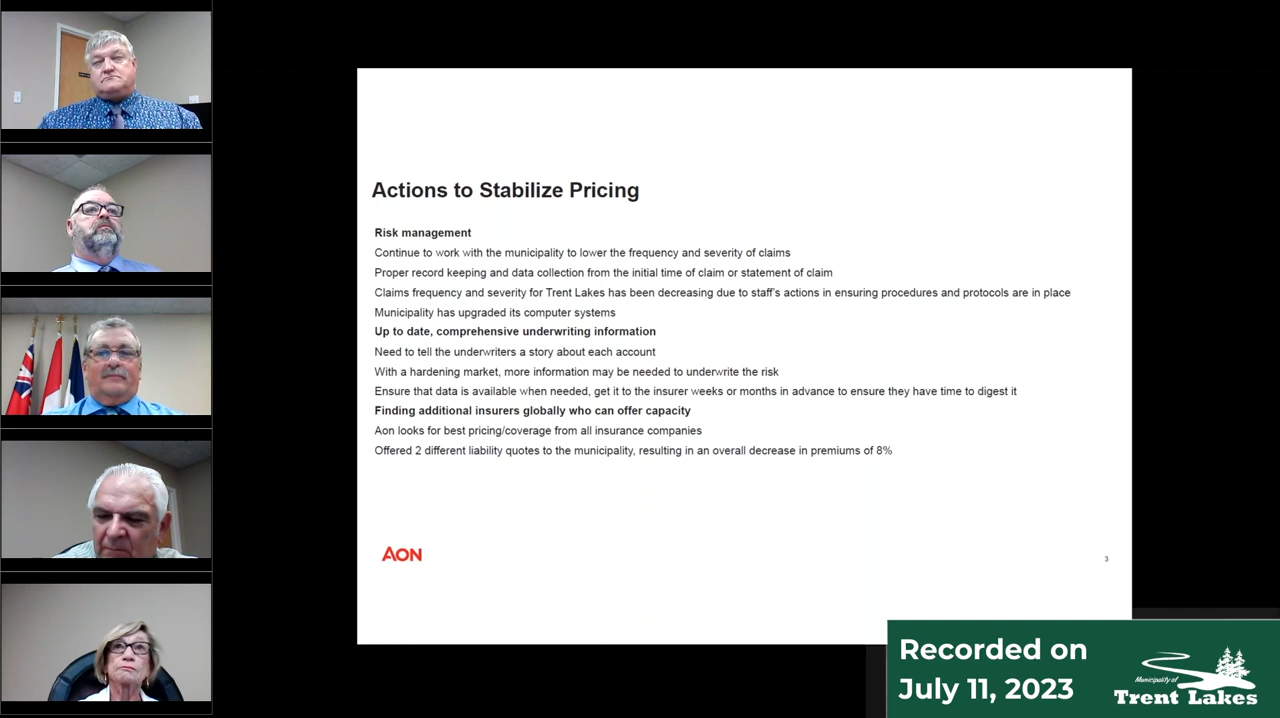 Actions to Stabilize Pricing
Risk management
Continue to work with the municipality to lower the frequency and severity of claims
Proper record keeping and data collection from the initial time of claim or statement of claim
Claims frequency and severity for Trent Lakes has been decreasing due to staff's actions in ensuring procedures and protocols are in place
Municipality has upgraded its computer systems
Up to date, comprehensive underwriting information
Need to tell the underwriters a story about each account
With a hardening market, more information may be needed to underwrite the risk
Ensure that data is available when needed, get it to the insurer weeks or months in advance to ensure they have time to digest it
Finding additional insurers globally who can offer capacity
Aon looks for best pricing/coverage from all insurance companies
Offered 2 different liability quotes to the municipality, resulting in an overall decrease in premiums of 8%
AON
3
Recorded on
July 11, 2023
Municipality of
Trent Lakes